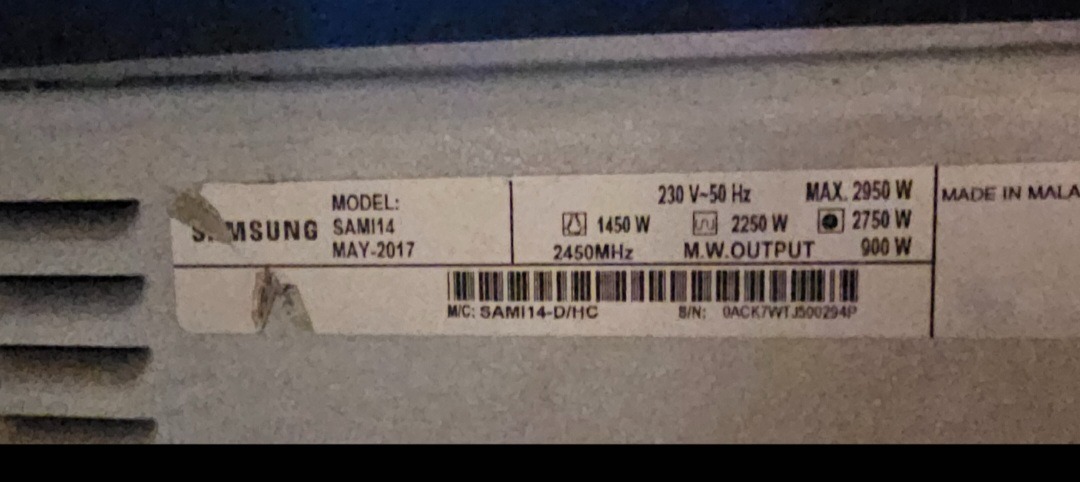 SAMSUNG
MODEL:
SAMI14
MAY-2017
230 V~50 Hz MAX. 2950 W
1450 W 2250 W 2750 W
2450MHz M.W.OUTPUT 900 W
MADE IN MALA
M/C: SAMI14-D/HC S/N: 0ACK7WTJ500294P